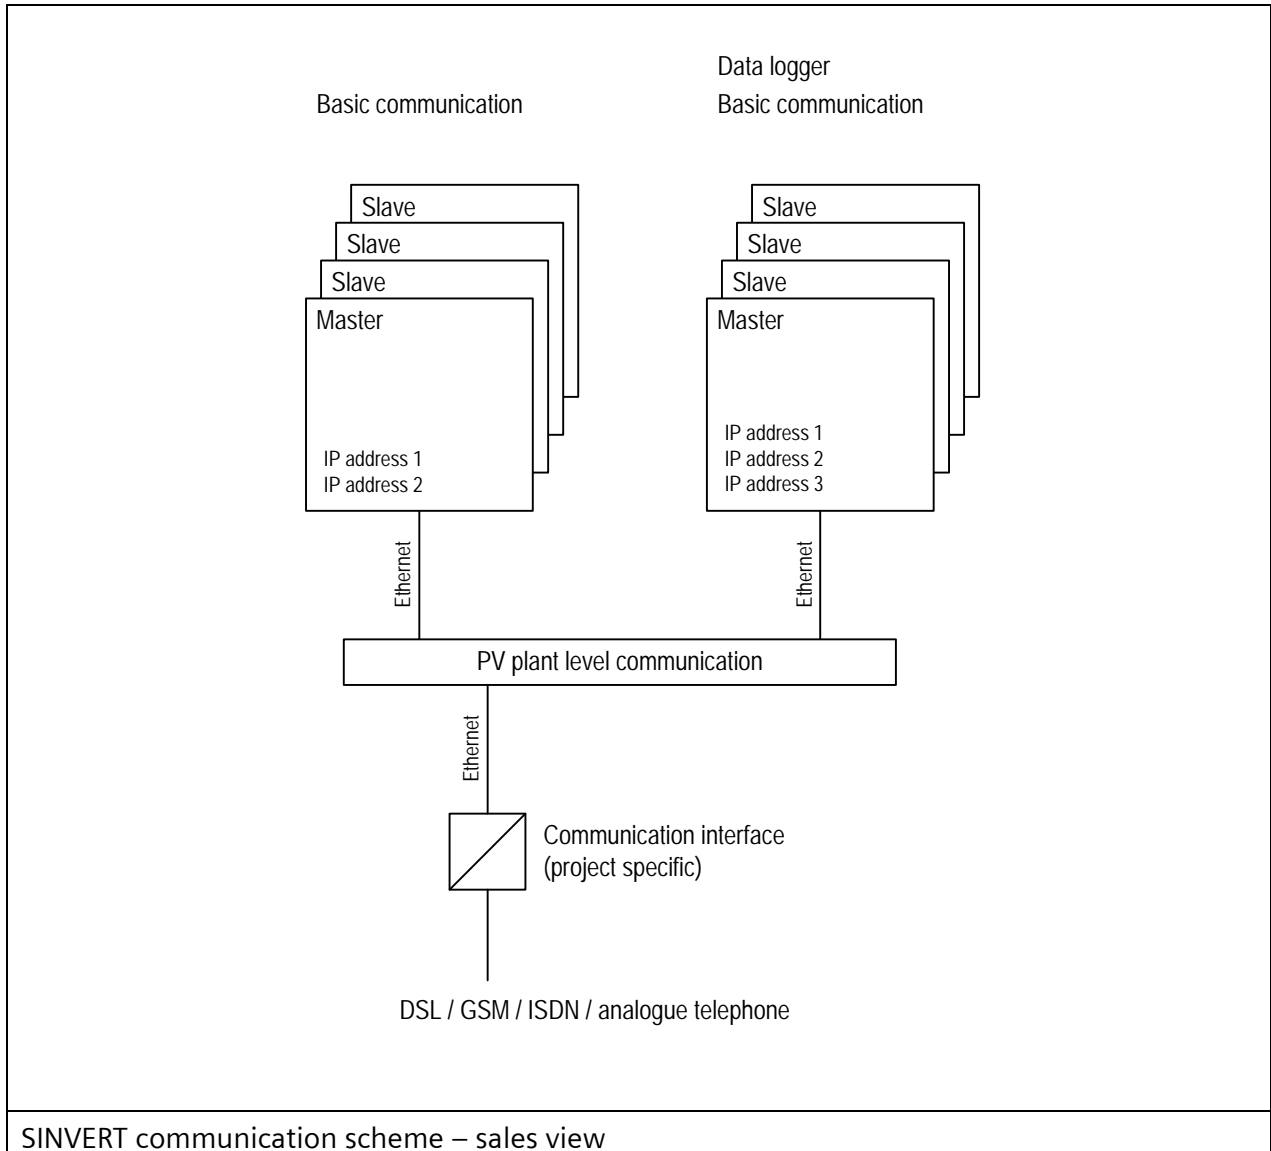 Data logger
Basic communication
Basic communication
Slave
Slave
Slave
Master
IP address 1
IP address 2
Slave
Slave
Slave
Master
IP address 1
IP address 2
IP address 3
Ethernet
Ethernet
PV plant level communication
Ethernet
Communication interface
(project specific)
DSL / GSM / ISDN / analogue telephone
SINVERT communication scheme – sales view